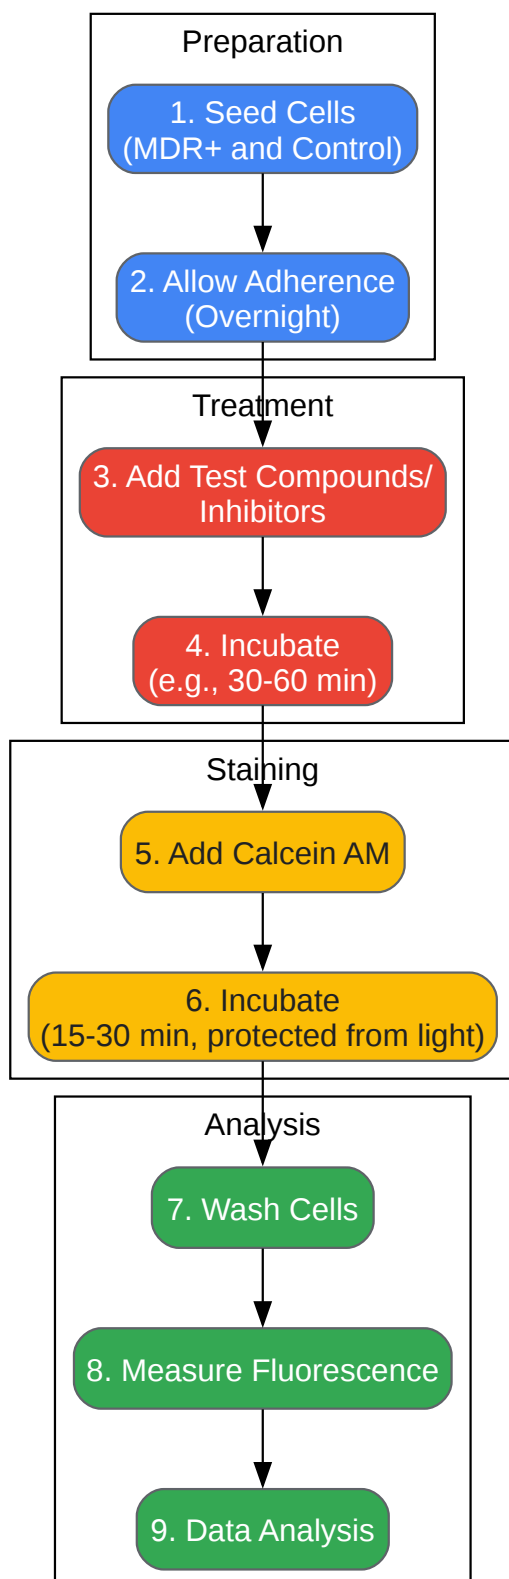 Preparation
1. Seed Cells
(MDR+ and Control)
2. Allow Adherence
(Overnight)
Treatment
3. Add Test Compounds/
Inhibitors
4. Incubate
(e.g., 30-60 min)
Staining
5. Add Calcein AM
6. Incubate
(15-30 min, protected from light)
Analysis
7. Wash Cells
8. Measure Fluorescence
9. Data Analysis